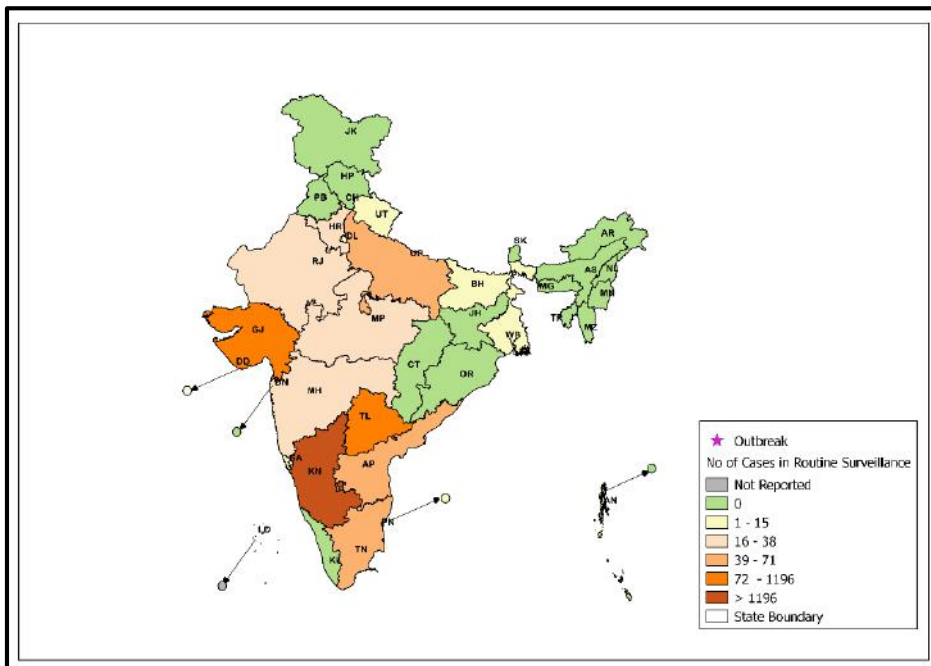 JK
HP
PB
CH
UT
HR
DL
RJ
UP
SK
AR
AS
NL
MG
MN
TR
MZ
BH
JH
WB
MP
GJ
DD
DN
CT
OR
MH
TL
GA
KN
AP
PN
AN
LD
TN
KL
Outbreak
No of Cases in Routine Surveillance
Not Reported
0
1 - 15
16 - 38
39 - 71
72 - 1196
> 1196
State Boundary